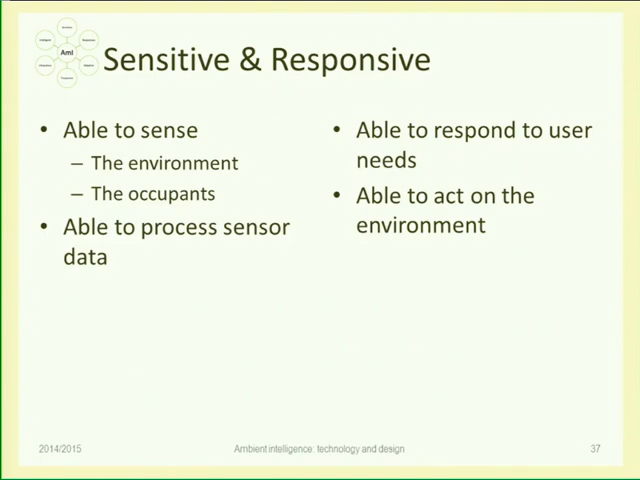 AmI
Sensitive & Responsive
• Able to sense
– The environment
– The occupants
• Able to process sensor
data
• Able to respond to user
needs
• Able to act on the
environment
2014/2015
Ambient intelligence: technology and design
37